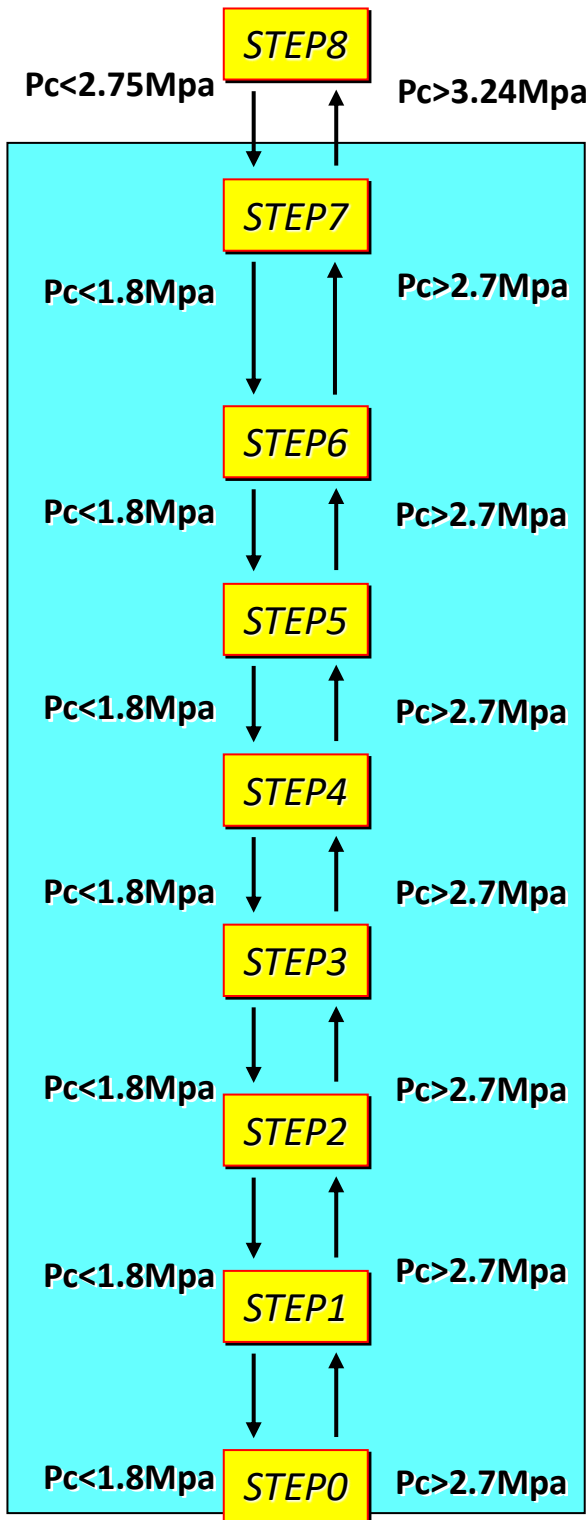 STEP8
Pc<2.75Mpa
Pc>3.24Mpa
STEP7
Pc<1.8Mpa
Pc>2.7Mpa
STEP6
Pc<1.8Mpa
Pc>2.7Mpa
STEP5
Pc<1.8Mpa
Pc>2.7Mpa
STEP4
Pc<1.8Mpa
Pc>2.7Mpa
STEP3
Pc<1.8Mpa
Pc>2.7Mpa
STEP2
Pc<1.8Mpa
Pc>2.7Mpa
STEP1
Pc<1.8Mpa
Pc>2.7Mpa
STEP0